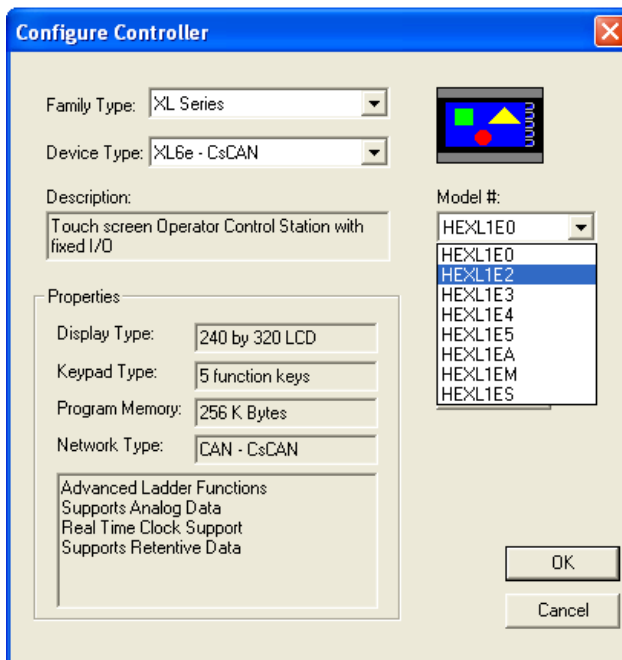 Configure Controller
Family Type: XL Series
Device Type: XL6e - CsCAN
Description:
Touch screen Operator Control Station with
fixed I/O
Model #:
HEXL1E0
HEXL1E0
HEXL1E2
HEXL1E3
HEXL1E4
HEXL1E5
HEXL1EA
HEXL1EM
HEXL1ES
Properties
Display Type: 240 by 320 LCD
Keypad Type: 5 function keys
Program Memory: 256 K Bytes
Network Type: CAN - CsCAN
Advanced Ladder Functions
Supports Analog Data
Real Time Clock Support
Supports Retentive Data
OK
Cancel